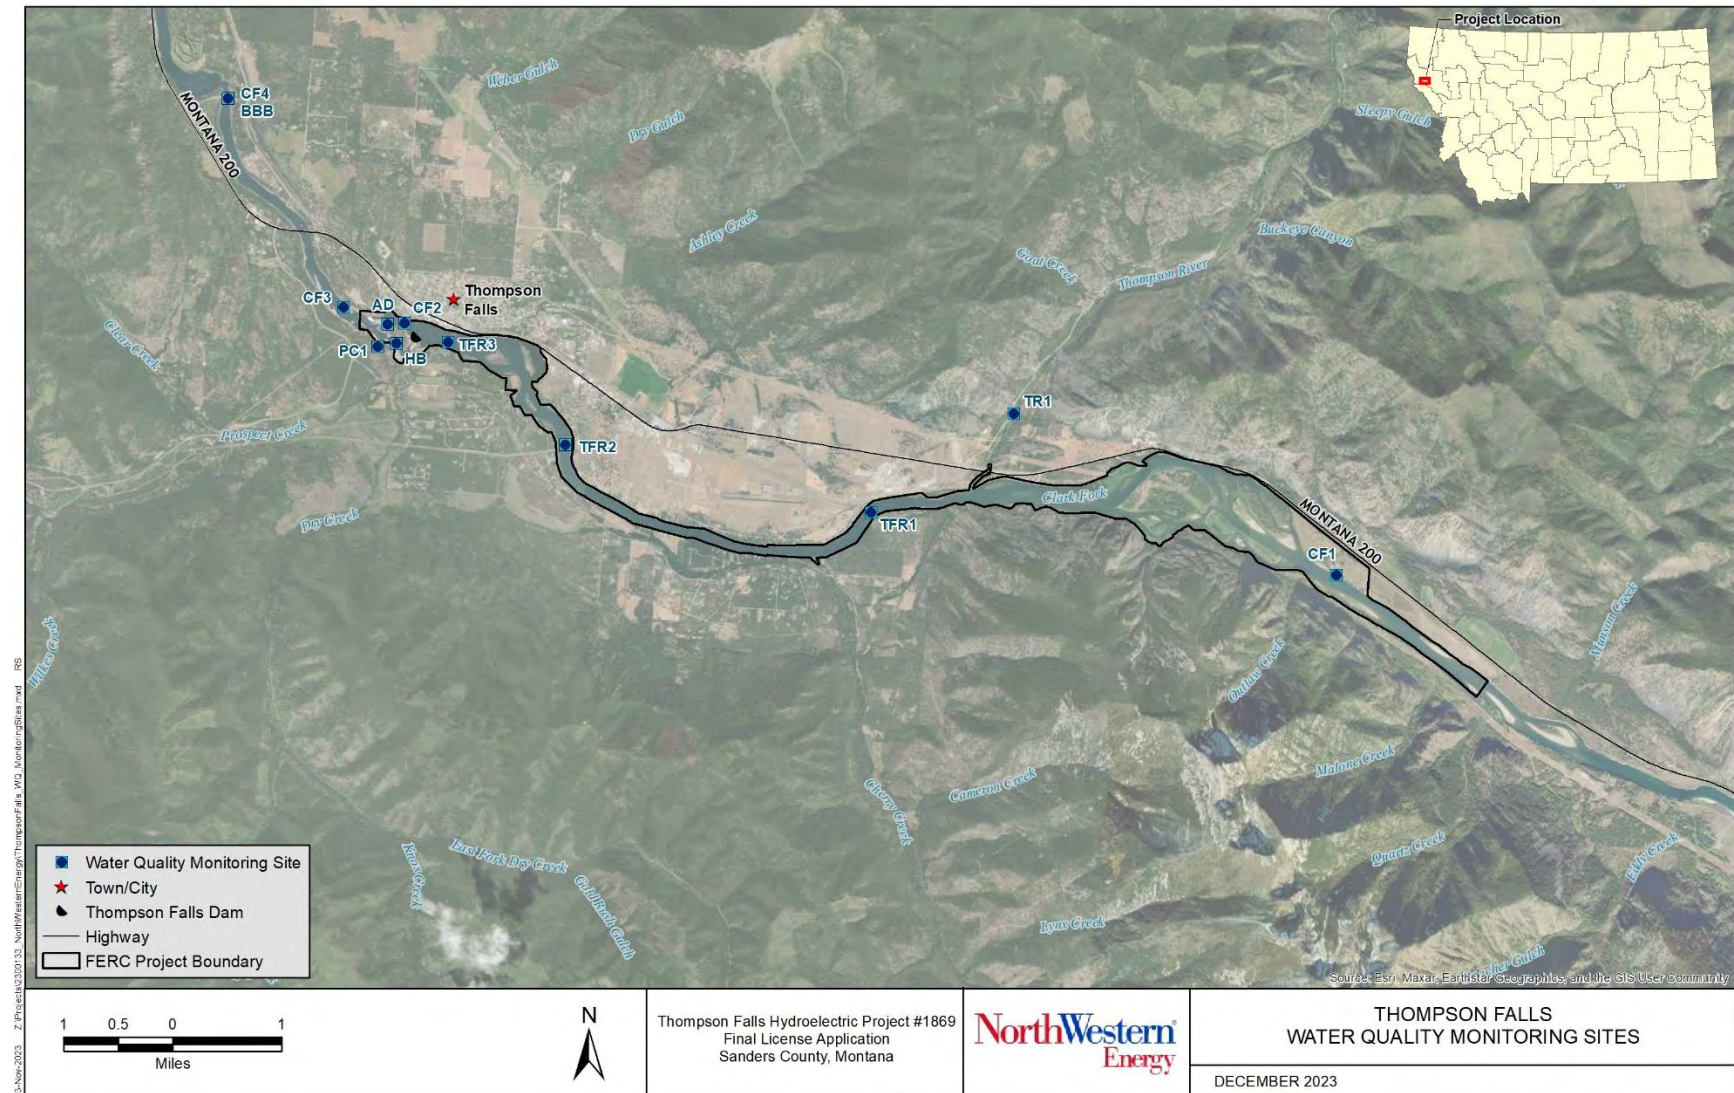 Project Location
Weber Gulch
CF4
BBB
MONTANA 200
Dry Gulch
Sleepy Gulch
Ashley Creek
Buckeye Canyon
Goat Creek
Thompson River
Thompson
Falls
CF3
AD
CF2
Clear Creek
PC1
HB
TFR3
TR1
Prospect Creek
TFR2
Clark Fork
Dry Creek
TFR1
MONTANA 200
CF1
Munson Creek
Wilkes Creek
Outlaw Creek
Malone Creek
Cameron Creek
Cherry Creek
Quartz Creek
Eddy Creek
East Fork Dry Creek
Knox Creek
Gold Rush Gulch
Lynx Creek
Water Quality Monitoring Site
Town/City
Thompson Falls Dam
Highway
FERC Project Boundary
Source: Esri, Maxar, Earthstar Geographics, and the GIS User Community
1 0.5 0 1
Miles
N
Thompson Falls Hydroelectric Project #1869
Final License Application
Sanders County, Montana
NorthWestern
Energy
THOMPSON FALLS
WATER QUALITY MONITORING SITES
DECEMBER 2023